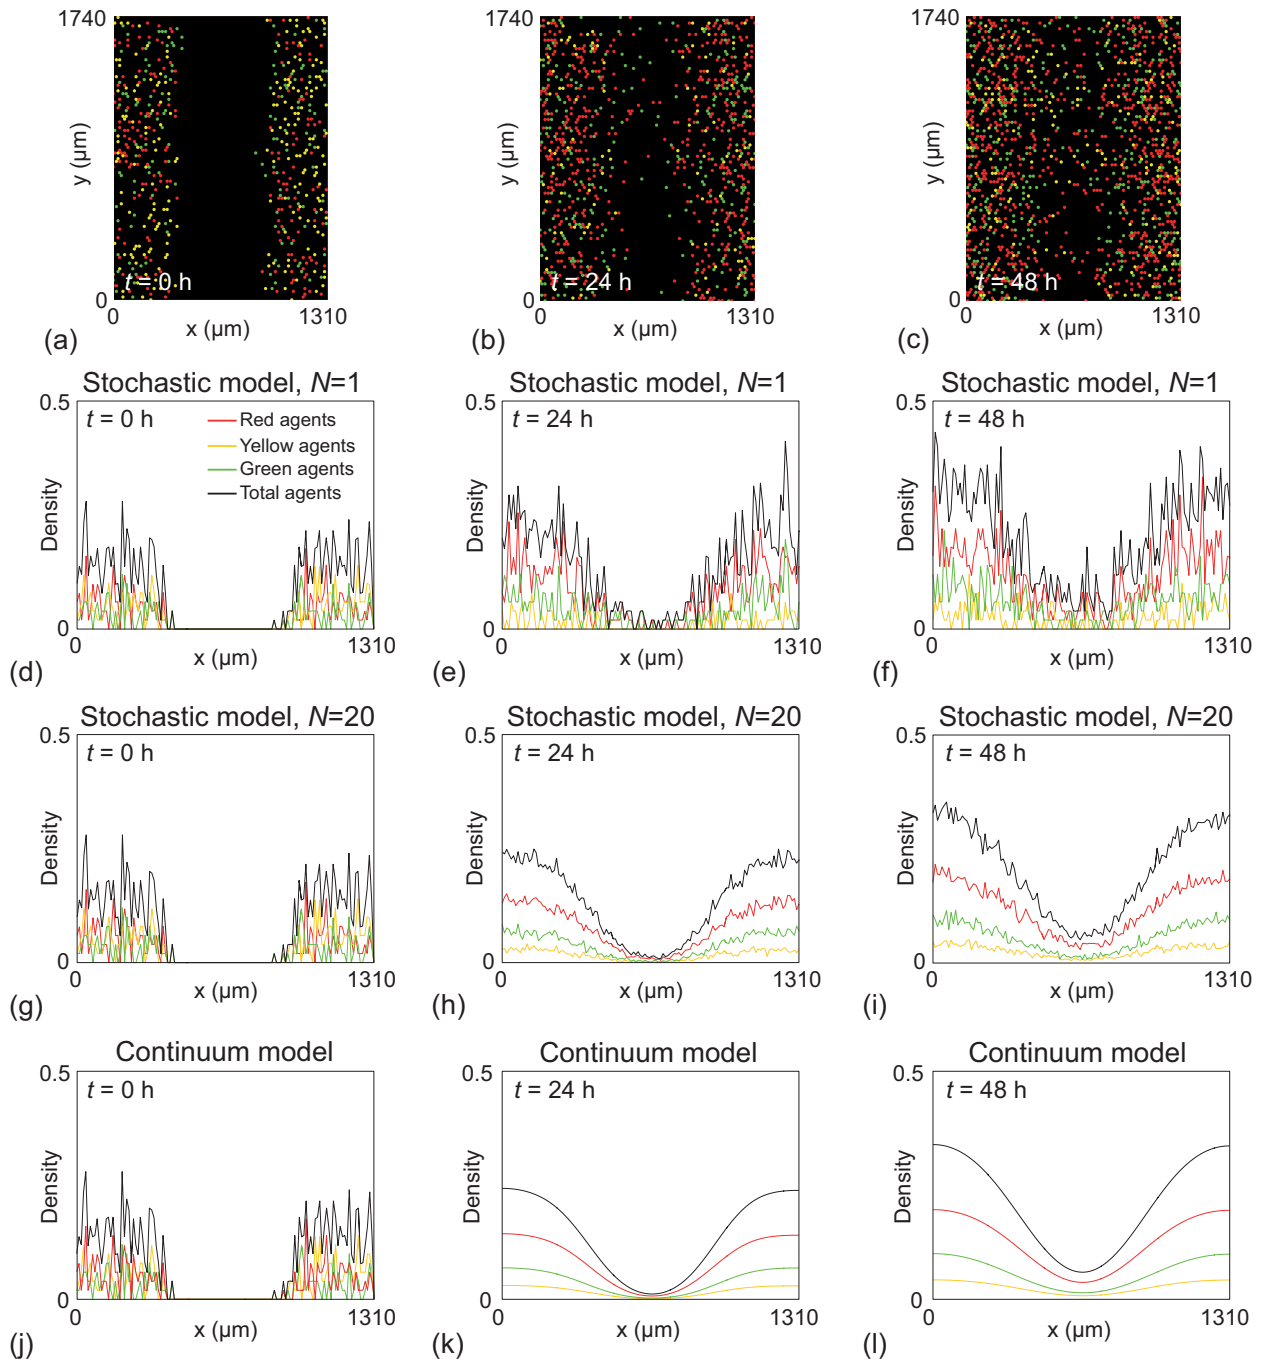 1740
y (µm)
t = 0 h
0
0
x (µm)
1310
(a)
1740
y (µm)
t = 24 h
0
0
x (µm)
1310
(b)
1740
y (µm)
t = 48 h
0
0
x (µm)
1310
(c)
Stochastic model, N=1
0.5
t = 0 h
Red agents
Yellow agents
Green agents
Total agents
Density
0
0
x (µm)
1310
(d)
Stochastic model, N=1
0.5
t = 24 h
Density
0
0
x (µm)
1310
(e)
Stochastic model, N=1
0.5
t = 48 h
Density
0
0
x (µm)
1310
(f)
Stochastic model, N=20
0.5
t = 0 h
Density
0
0
x (µm)
1310
(g)
Stochastic model, N=20
0.5
t = 24 h
Density
0
0
x (µm)
1310
(h)
Stochastic model, N=20
0.5
t = 48 h
Density
0
0
x (µm)
1310
(i)
Continuum model
0.5
t = 0 h
Density
0
0
x (µm)
1310
(j)
Continuum model
0.5
t = 24 h
Density
0
0
x (µm)
1310
(k)
Continuum model
0.5
t = 48 h
Density
0
0
x (µm)
1310
(l)